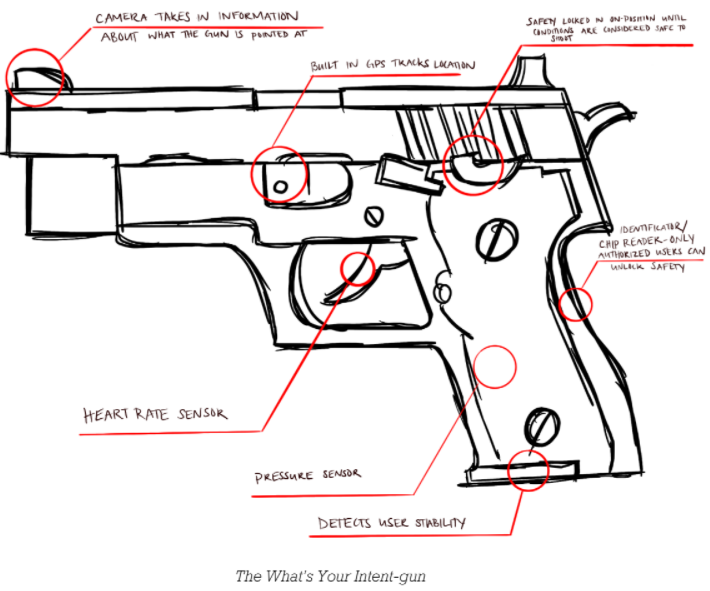 CAMERA TAKES IN INFORMATION
ABOUT WHAT THE GUN IS POINTED AT
SAFETY LOCKED IN ON-POSITION UNTIL
CONDITIONS ARE CONSIDERED SAFE TO
SHOOT
BUILT IN GPS TRACKS LOCATION
IDENTIFICATOR/
CHIP READER-ONLY
AUTHORIZED USERS CAN
UNLOCK SAFETY
HEART RATE SENSOR
PRESSURE SENSOR
DETECTS USER STABILITY
The What's Your Intent-gun